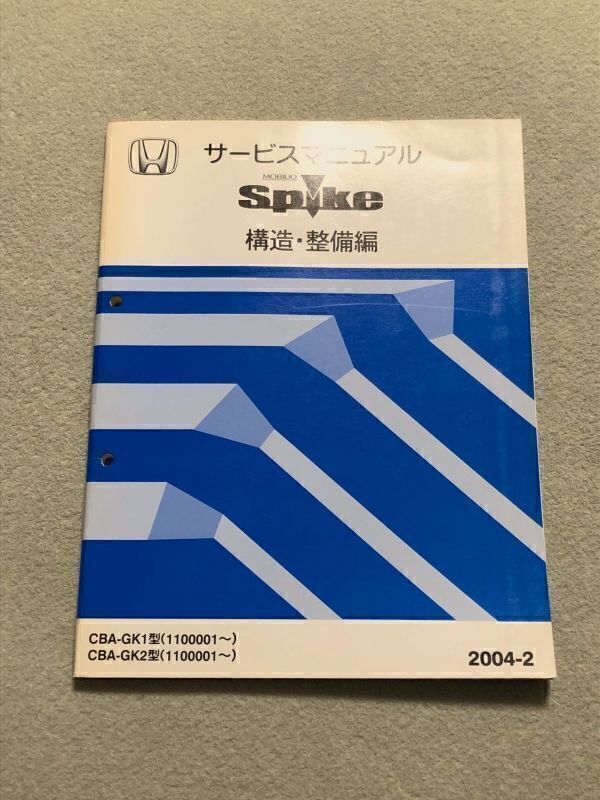 サービスマニュアル
MOBILIO
Spike
構造・整備編
CBA-GK1型(1100001～)
CBA-GK2型(1100001～)
2004-2